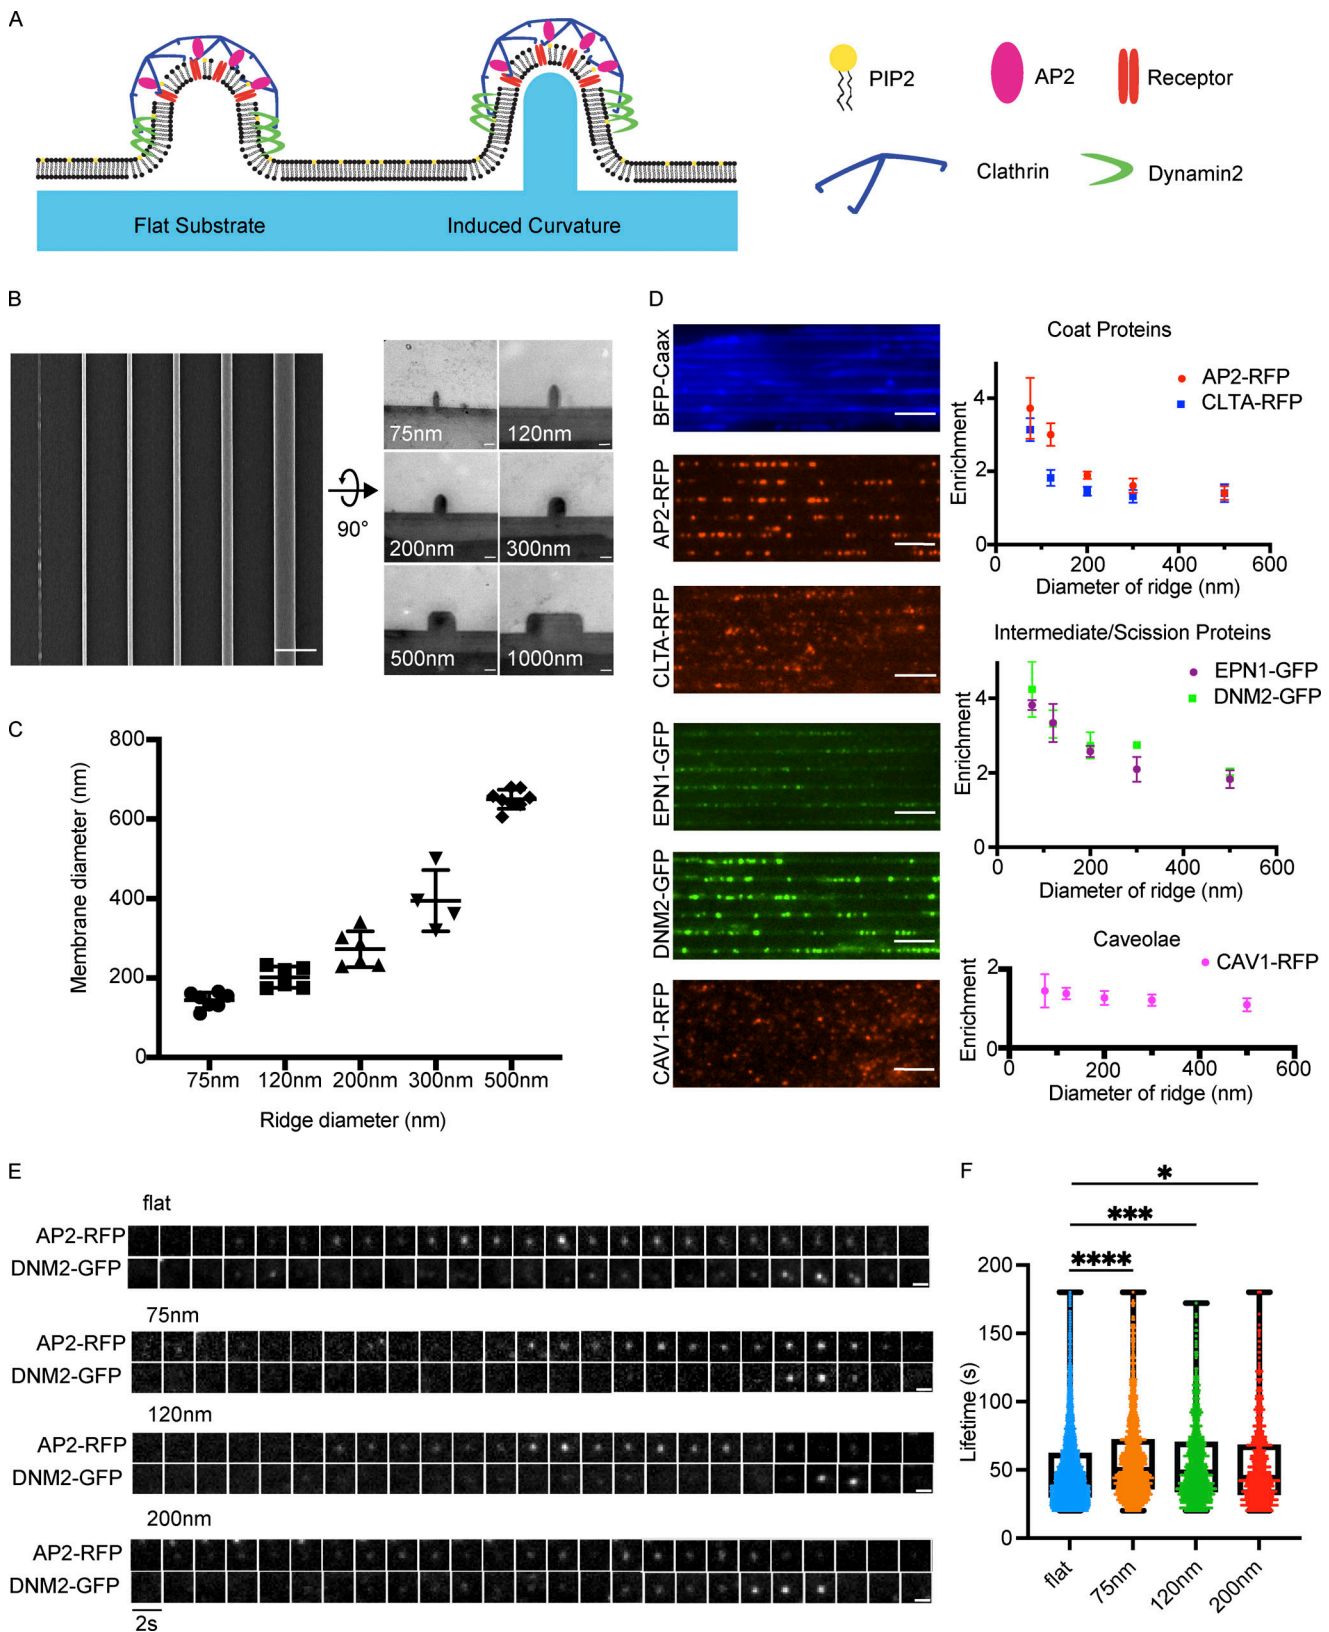 A
PIP2
AP2
Receptor
Clathrin
Dynamin2
Flat Substrate
Induced Curvature
B
75nm
120nm
90°
200nm
300nm
500nm
1000nm
C
Membrane diameter (nm)
800
600
400
200
0
75nm
120nm
200nm
300nm
500nm
Ridge diameter (nm)
D
BFP-Caax
AP2-RFP
CLTA-RFP
EPN1-GFP
DNM2-GFP
CAV1-RFP
Coat Proteins
AP2-RFP
CLTA-RFP
Enrichment
4
2
0
0
200
400
600
Diameter of ridge (nm)
Intermediate/Scission Proteins
EPN1-GFP
DNM2-GFP
Enrichment
4
2
0
0
200
400
600
Diameter of ridge (nm)
Caveolae
CAV1-RFP
Enrichment
2
0
0
200
400
600
Diameter of ridge (nm)
E
flat
AP2-RFP
DNM2-GFP
75nm
AP2-RFP
DNM2-GFP
120nm
AP2-RFP
DNM2-GFP
200nm
AP2-RFP
DNM2-GFP
2s
F
*
***
****
Lifetime (s)
200
150
100
50
0
flat
75nm
120nm
200nm